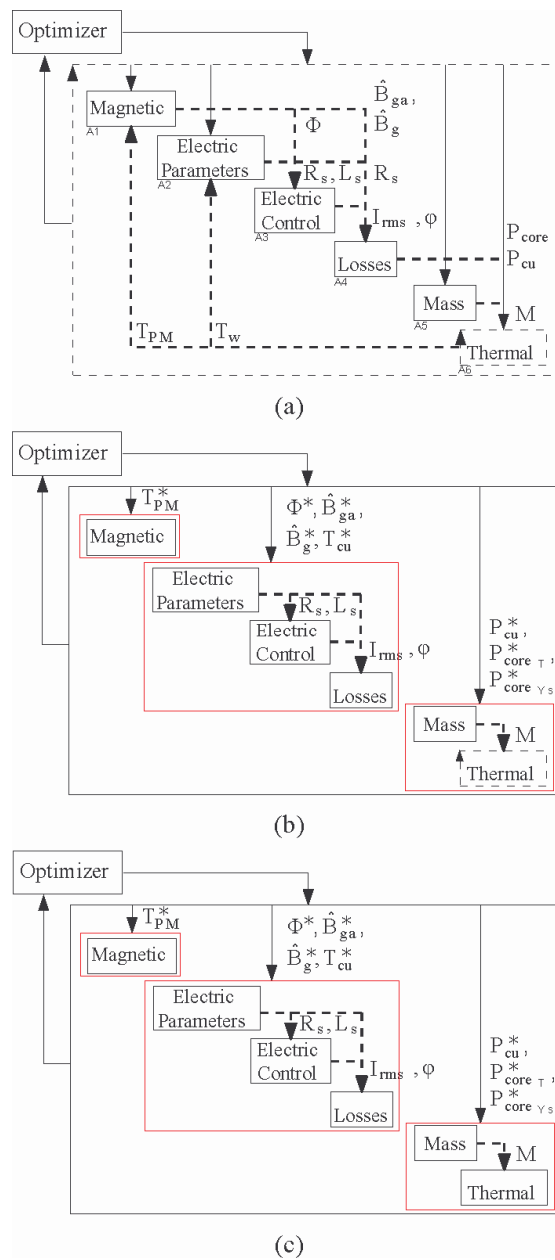 Optimizer
Magnetic
A1
B̂ga,
B̂g
Φ
Electric
Parameters
A2
Rs, Ls
Rs
Electric
Control
A3
Irms, φ
Losses
A4
Pcore
Pcu
Mass
A5
M
TPM
Tw
Thermal
A6
(a)
Optimizer
T*PM
Magnetic
Φ*, B̂*ga,
B̂*g, T*cu
Electric
Parameters
Rs, Ls
Electric
Control
Irms, φ
Losses
P*cu,
P*core T,
P*core Ys
Mass
M
Thermal
(b)
Optimizer
T*PM
Magnetic
Φ*, B̂*ga,
B̂*g, T*cu
Electric
Parameters
Rs, Ls
Electric
Control
Irms, φ
Losses
P*cu,
P*core T,
P*core Ys
Mass
M
Thermal
(c)